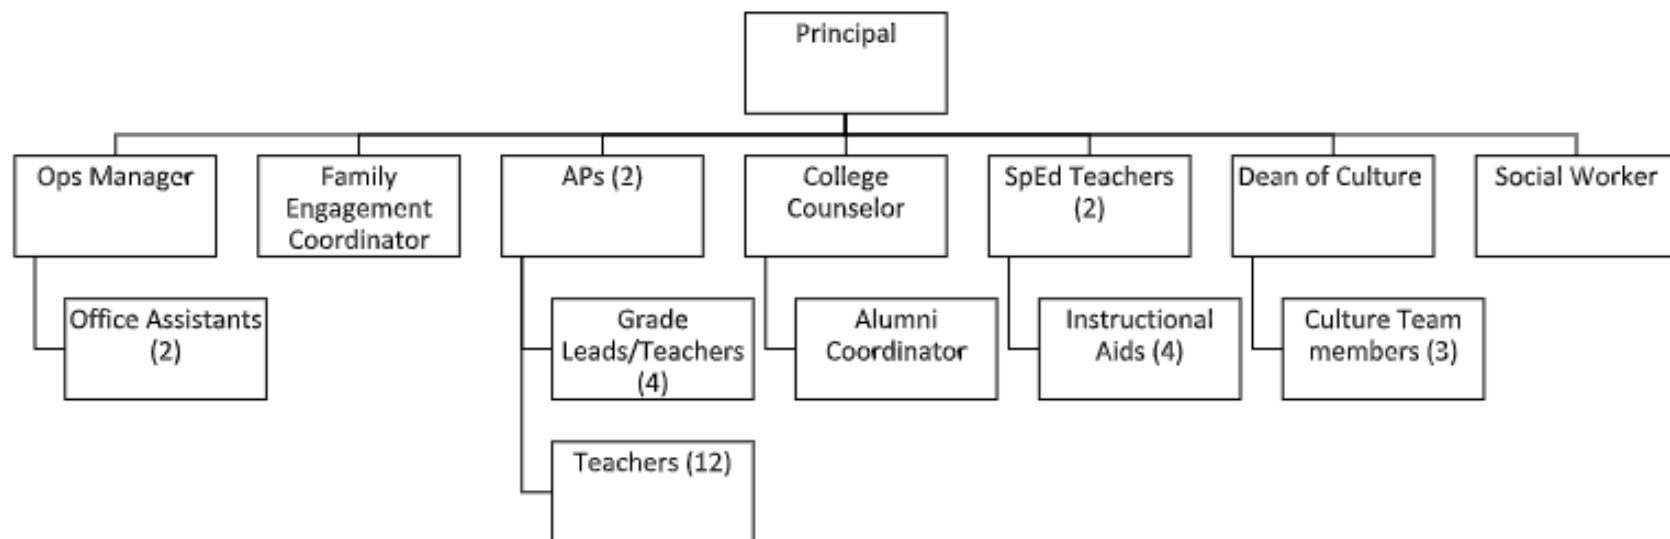 Principal
Ops Manager
Family
Engagement
Coordinator
APs (2)
College
Counselor
SpEd Teachers
(2)
Dean of Culture
Social Worker
Office Assistants
(2)
Grade
Leads/Teachers
(4)
Alumni
Coordinator
Instructional
Aids (4)
Culture Team
members (3)
Teachers (12)